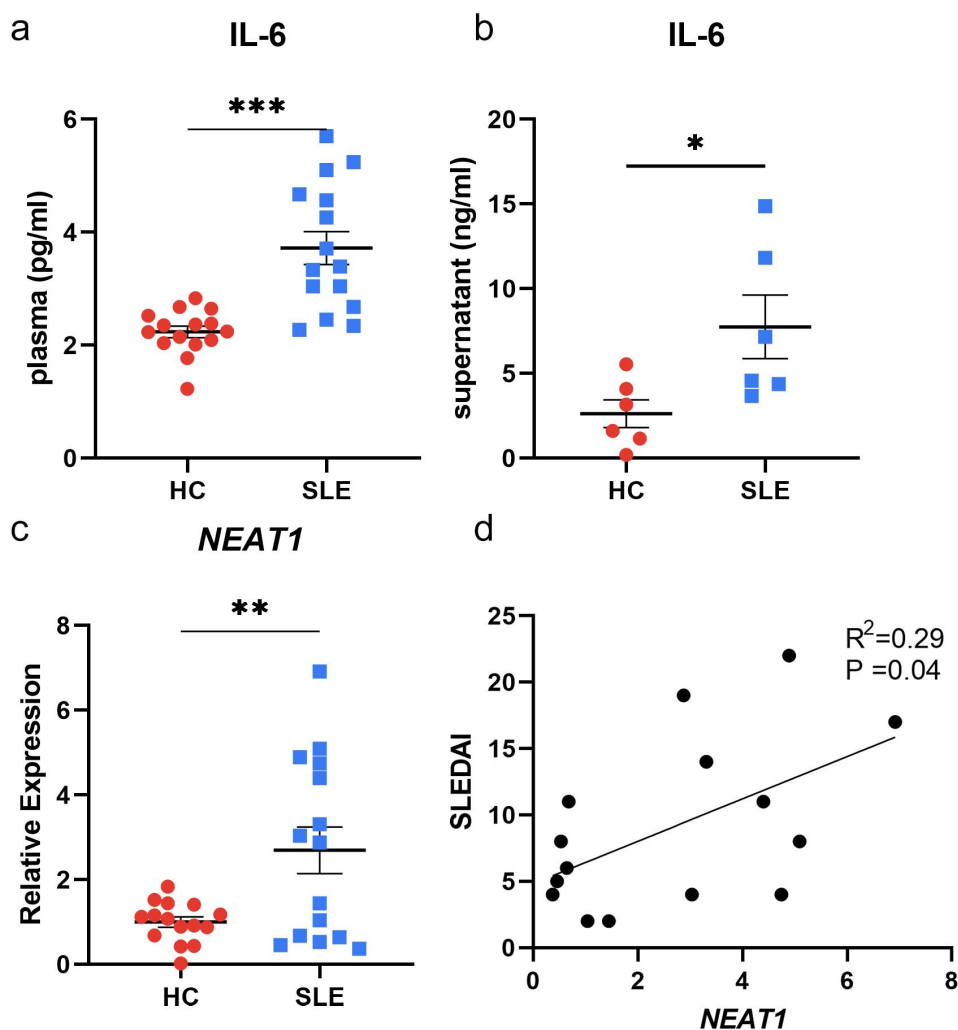 a
IL-6
***
plasma (pg/ml)
6
4
2
0
HC SLE
b
IL-6
*
supernatant (ng/ml)
20
15
10
5
0
HC SLE
c
NEAT1
**
Relative Expression
8
6
4
2
0
HC SLE
d
R²=0.29
P =0.04
SLEDAI
25
20
15
10
5
0
0 2 4 6 8
NEAT1